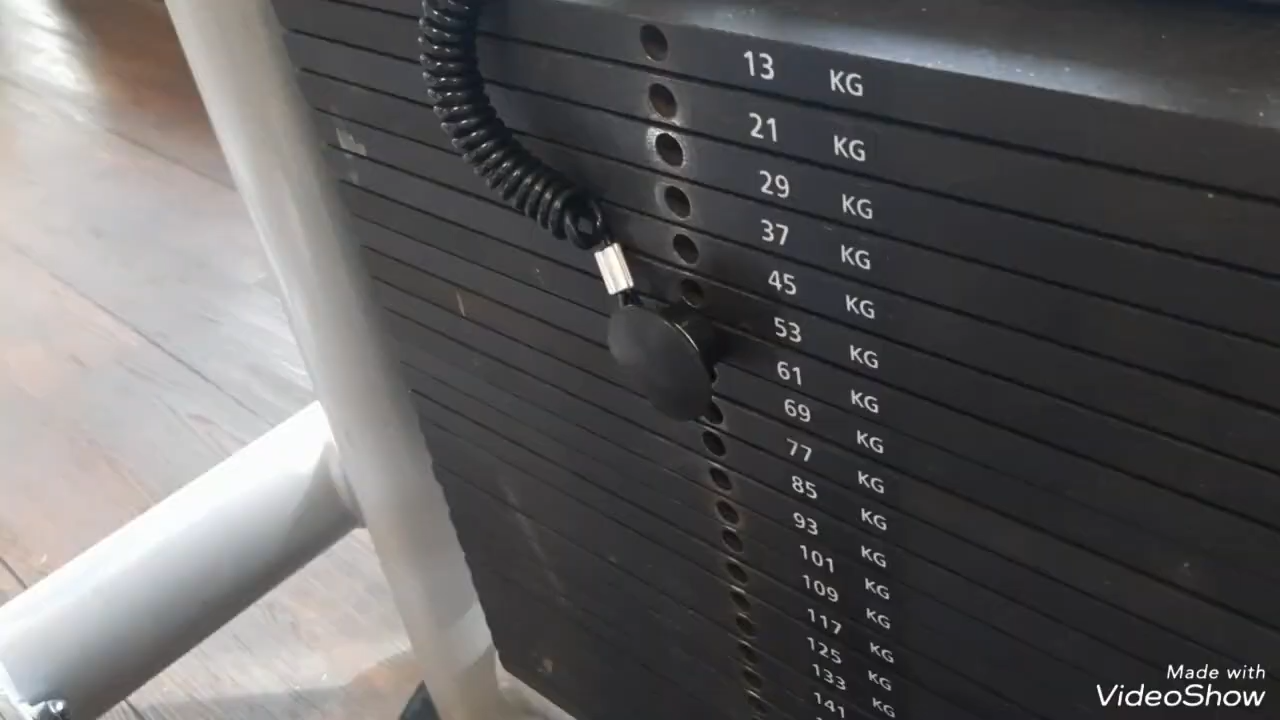 13 KG
21 KG
29 KG
37 KG
45 KG
53 KG
61 KG
69 KG
77 KG
85 KG
93 KG
101 KG
109 KG
117 KG
125 KG
133 KG
141 KG
Made with
VideoShow